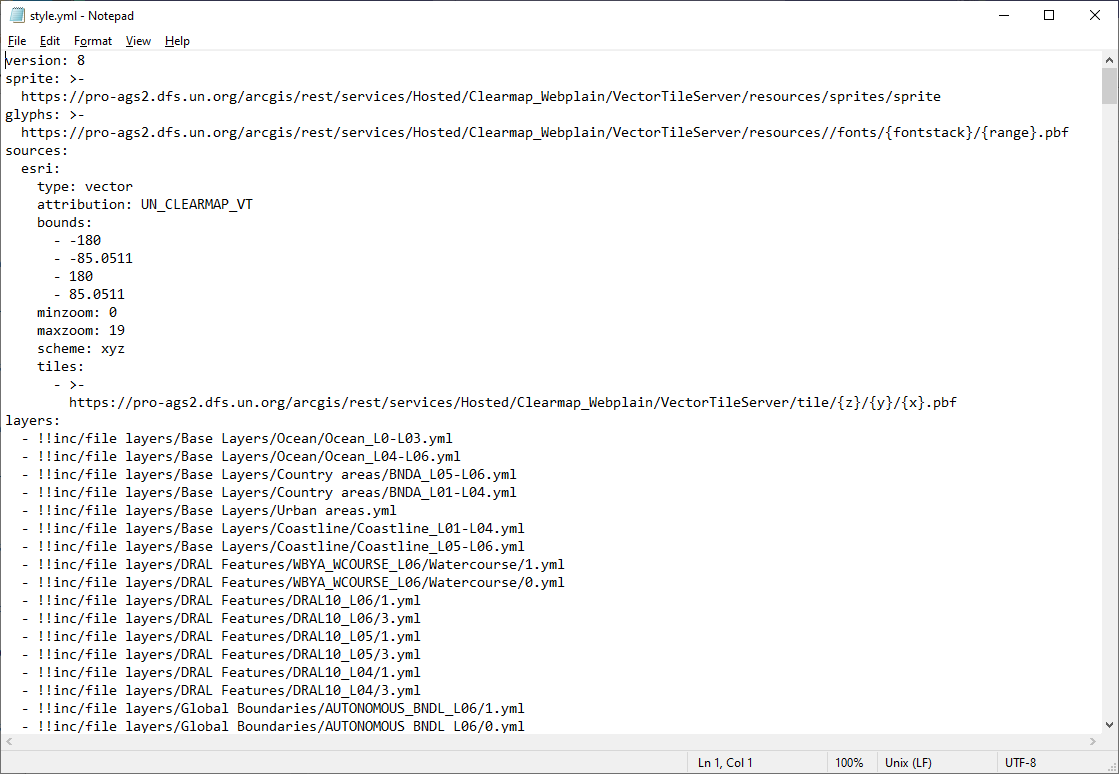 style.yml - Notepad
File Edit Format View Help
version: 8
sprite: >-
  https://pro-ags2.dfs.un.org/arcgis/rest/services/Hosted/Clearmap_Webplain/VectorTileServer/resources/sprites/sprite
glyphs: >-
  https://pro-ags2.dfs.un.org/arcgis/rest/services/Hosted/Clearmap_Webplain/VectorTileServer/resources//fonts/{fontstack}/{range}.pbf
sources:
  esri:
    type: vector
    attribution: UN_CLEARMAP_VT
    bounds:
      - -180
      - -85.0511
      - 180
      - 85.0511
    minzoom: 0
    maxzoom: 19
    scheme: xyz
    tiles:
      - >-
        https://pro-ags2.dfs.un.org/arcgis/rest/services/Hosted/Clearmap_Webplain/VectorTileServer/tile/{z}/{y}/{x}.pbf
layers:
  - !!inc/file layers/Base Layers/Ocean/Ocean_L0-L03.yml
  - !!inc/file layers/Base Layers/Ocean/Ocean_L04-L06.yml
  - !!inc/file layers/Base Layers/Country areas/BNDA_L05-L06.yml
  - !!inc/file layers/Base Layers/Country areas/BNDA_L01-L04.yml
  - !!inc/file layers/Base Layers/Urban areas.yml
  - !!inc/file layers/Base Layers/Coastline/Coastline_L01-L04.yml
  - !!inc/file layers/Base Layers/Coastline/Coastline_L05-L06.yml
  - !!inc/file layers/DRAL Features/WBYA_WCOURSE_L06/Watercourse/1.yml
  - !!inc/file layers/DRAL Features/WBYA_WCOURSE_L06/Watercourse/0.yml
  - !!inc/file layers/DRAL Features/DRAL10_L06/1.yml
  - !!inc/file layers/DRAL Features/DRAL10_L06/3.yml
  - !!inc/file layers/DRAL Features/DRAL10_L05/1.yml
  - !!inc/file layers/DRAL Features/DRAL10_L05/3.yml
  - !!inc/file layers/DRAL Features/DRAL10_L04/1.yml
  - !!inc/file layers/DRAL Features/DRAL10_L04/3.yml
  - !!inc/file layers/Global Boundaries/AUTONOMOUS_BNDL_L06/1.yml
  - !!inc/file layers/Global Boundaries/AUTONOMOUS_BNDL_L06/0.yml
Ln 1, Col 1 100% Unix (LF) UTF-8